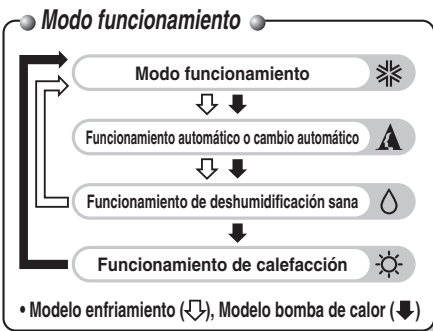 Modo funcionamiento
Modo funcionamiento
Funcionamiento automático o cambio automático
Funcionamiento de deshumidificación sana
Funcionamiento de calefacción
• Modelo enfriamiento (⇩), Modelo bomba de calor (⬇)